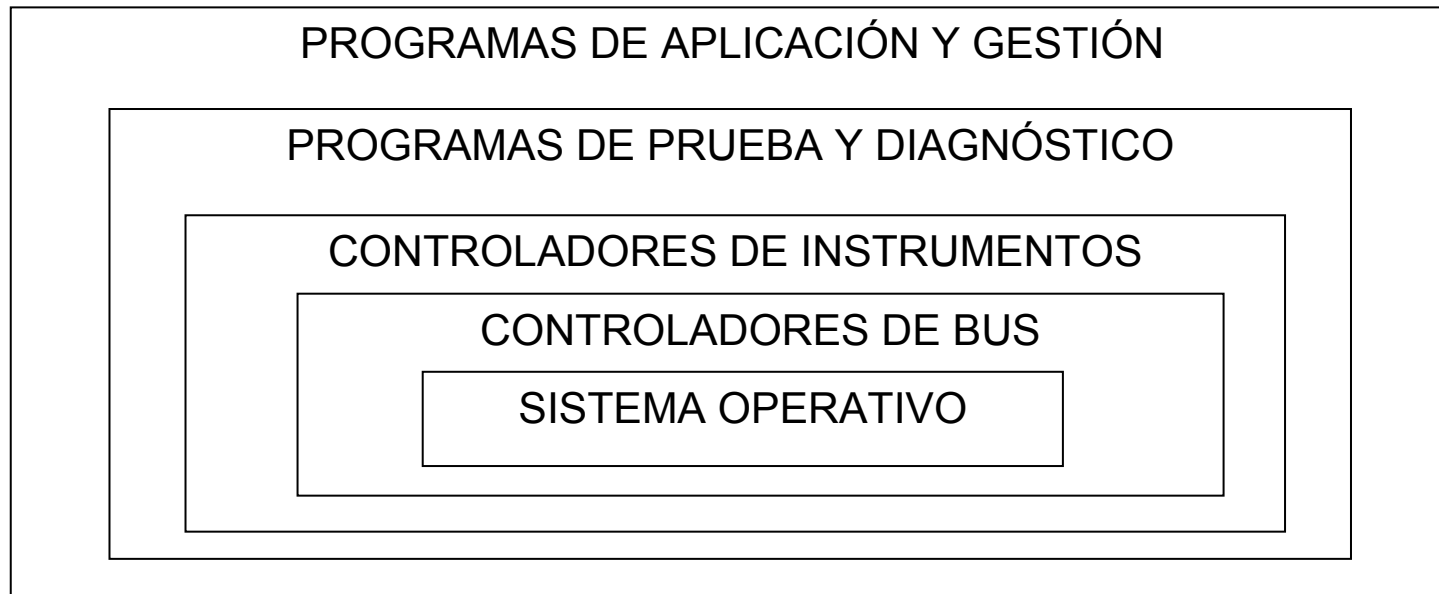 PROGRAMAS DE APLICACIÓN Y GESTIÓN
PROGRAMAS DE PRUEBA Y DIAGNÓSTICO
CONTROLADORES DE INSTRUMENTOS
CONTROLADORES DE BUS
SISTEMA OPERATIVO